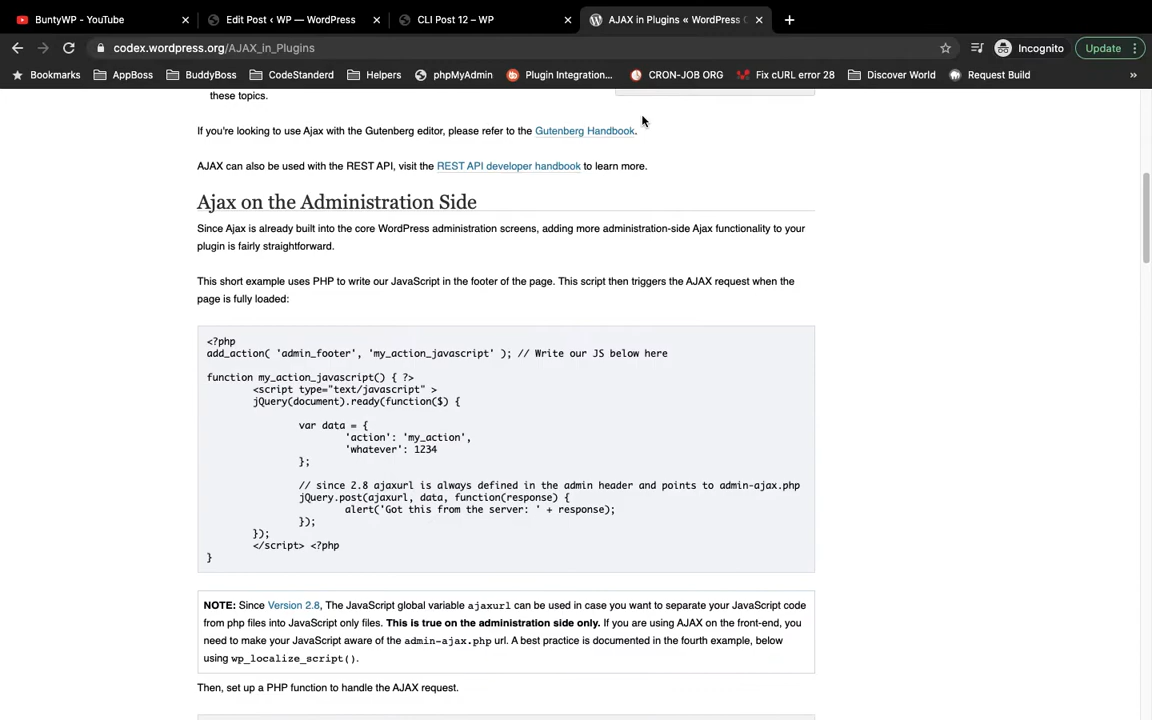 BuntyWP - YouTube
Edit Post ‹ WP — WordPress
CLI Post 12 – WP
AJAX in Plugins « WordPress
codex.wordpress.org/AJAX_in_Plugins
Incognito
Update
Bookmarks
AppBoss
BuddyBoss
CodeStanderd
Helpers
phpMyAdmin
Plugin Integration...
CRON-JOB ORG
Fix cURL error 28
Discover World
Request Build
»
these topics.
If you're looking to use Ajax with the Gutenberg editor, please refer to the Gutenberg Handbook.
AJAX can also be used with the REST API, visit the REST API developer handbook to learn more.
Ajax on the Administration Side
Since Ajax is already built into the core WordPress administration screens, adding more administration-side Ajax functionality to your
plugin is fairly straightforward.
This short example uses PHP to write our JavaScript in the footer of the page. This script then triggers the AJAX request when the
page is fully loaded:
<?php
add_action( 'admin_footer', 'my_action_javascript' ); // Write our JS below here
function my_action_javascript() { ?>
<script type="text/javascript" >
jQuery(document).ready(function($) {
var data = {
'action': 'my_action',
'whatever': 1234
};
// since 2.8 ajaxurl is always defined in the admin header and points to admin-ajax.php
jQuery.post(ajaxurl, data, function(response) {
alert('Got this from the server: ' + response);
});
});
</script> <?php
}
NOTE: Since Version 2.8, The JavaScript global variable ajaxurl can be used in case you want to separate your JavaScript code
from php files into JavaScript only files. This is true on the administration side only. If you are using AJAX on the front-end, you
need to make your JavaScript aware of the admin-ajax.php url. A best practice is documented in the fourth example, below
using wp_localize_script().
Then, set up a PHP function to handle the AJAX request.